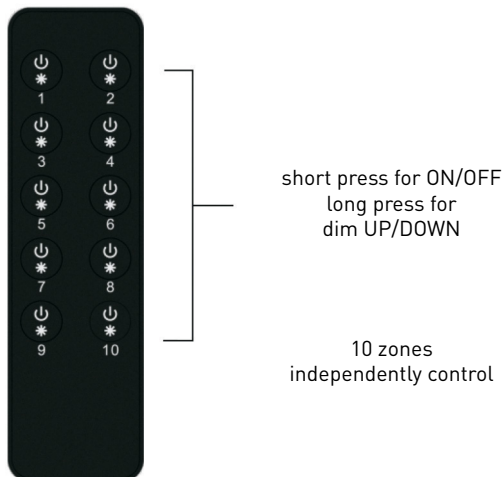 1 2
3 4
5 6
7 8
9 10
short press for ON/OFF
long press for
dim UP/DOWN
10 zones
independently control